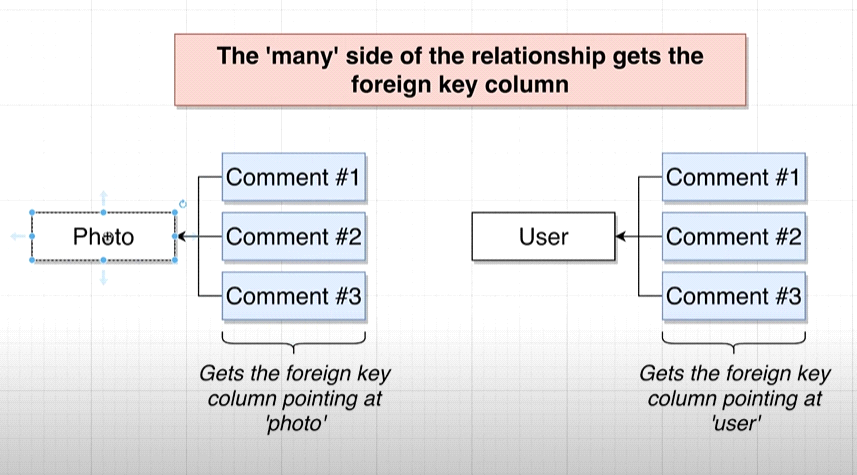 The 'many' side of the relationship gets the
foreign key column
Photo
Comment #1
Comment #2
Comment #3
Gets the foreign key
column pointing at
'photo'
User
Comment #1
Comment #2
Comment #3
Gets the foreign key
column pointing at
'user'